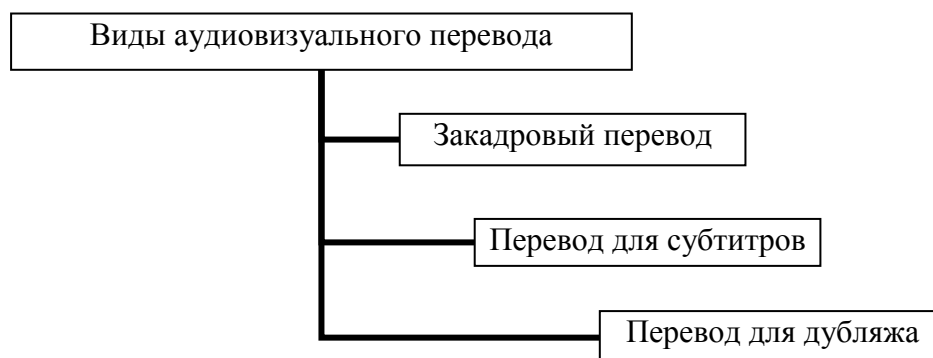 Виды аудиовизуального перевода
Закадровый перевод
Перевод для субтитров
Перевод для дубляжа